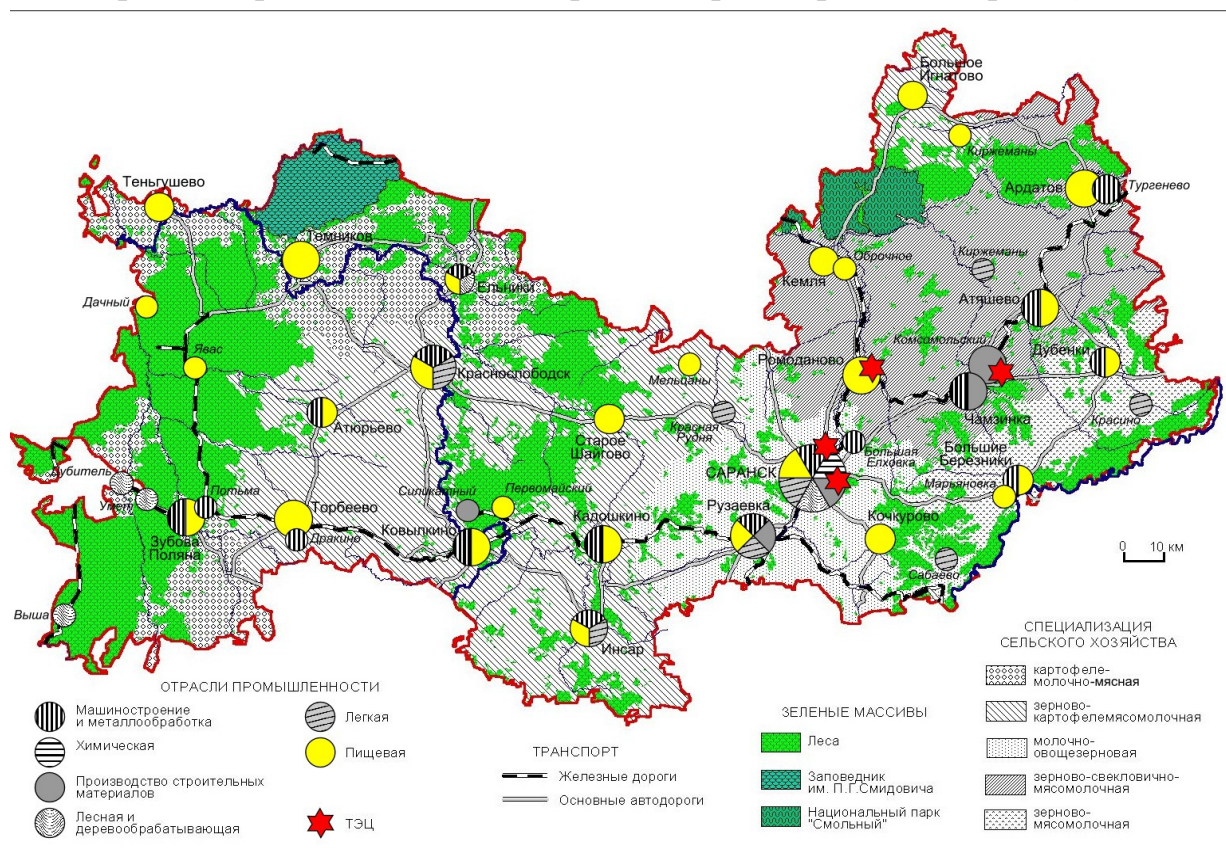 Большое
Игнатово
Киржеманы
Теньгушево
Ардатов
Тургенево
Темников
Ельники
Кемля
Оброчное
Киржеманы
Дачный
Атяшево
Явас
Комсомольский
Дубенки
Краснослободск
Мельцаны
Ромоданово
Атюрьево
Старое
Шайгово
Красная
Рудня
Чамзинка
Красино
Большая
Елховка
Большие
Березники
САРАНСК
Дубитель
Умет
Потьма
Силикатный
Первомайский
Марьяновка
Зубова
Поляна
Торбеево
Дракино
Ковылкино
Кадошкино
Рузаевка
Кочкурово
Сабаево
0 10 км
Выша
Инсар
ОТРАСЛИ ПРОМЫШЛЕННОСТИ
Машиностроение
и металлообработка
Химическая
Производство строительных
материалов
Лесная и
деревообрабатывающая
Легкая
Пищевая
ТЭЦ
ТРАНСПОРТ
Железные дороги
Основные автодороги
ЗЕЛЕНЫЕ МАССИВЫ
Леса
Заповедник
им. П.Г.Смидовича
Национальный парк
"Смольный"
СПЕЦИАЛИЗАЦИЯ
СЕЛЬСКОГО ХОЗЯЙСТВА
картофеле-
молочно-мясная
зерново-
картофелемясомолочная
молочно-
овощезерновая
зерново-свеклович­но-
мясомолочная
зерново-
мясомолочная